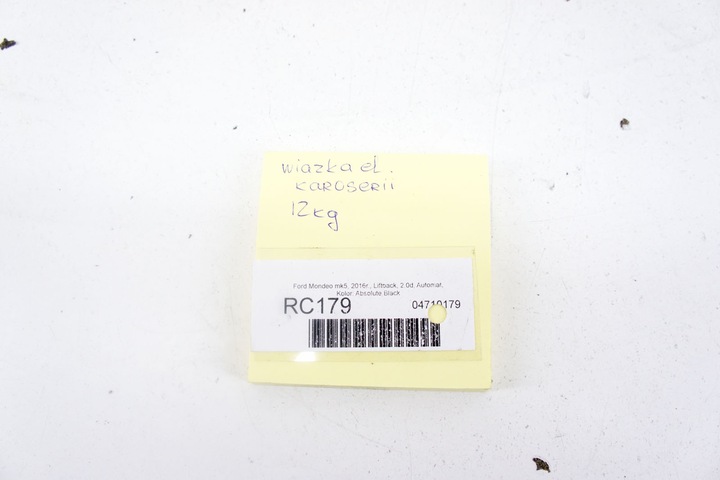 wiazka el.
karoserii
12kg
Ford Mondeo mk5, 2016r., Liftback, 2.0d, Automat,
Kolor: Absolute Black
RC179 04710179